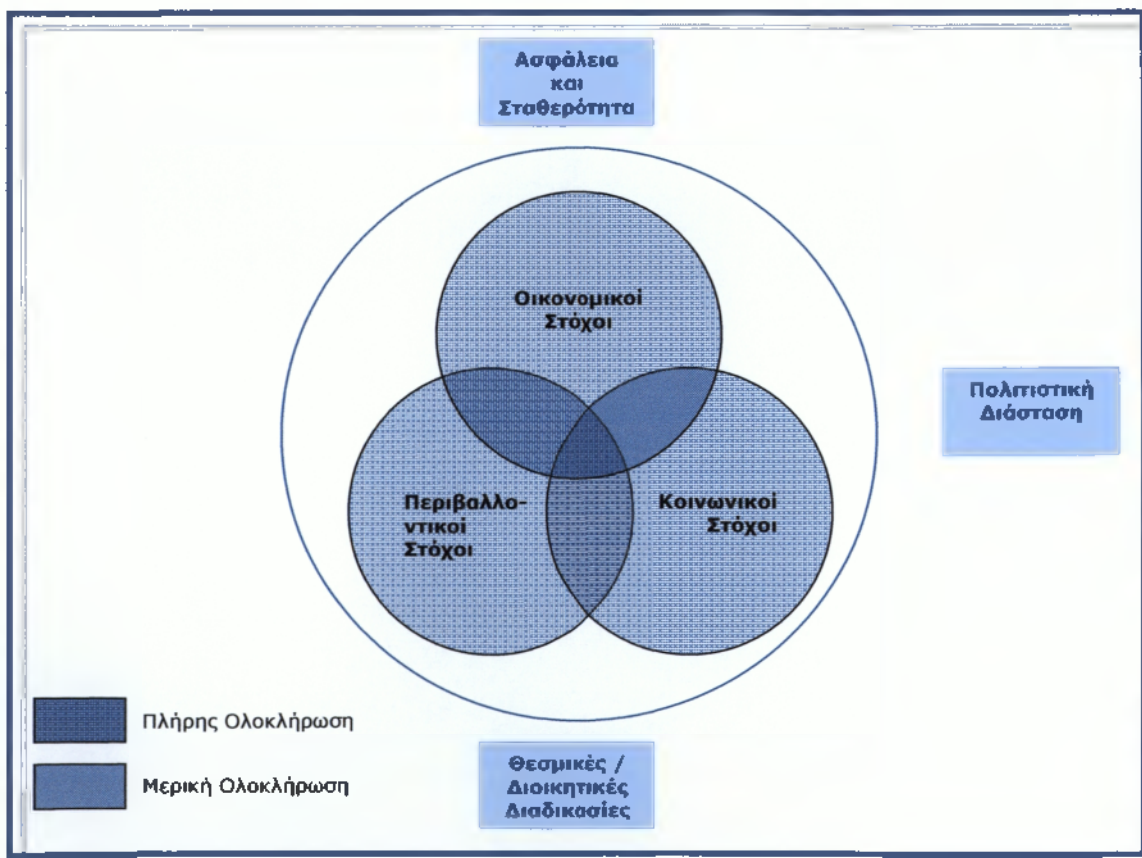 Ασφάλεια
και
Σταθερότητα
Οικονομικοί
Στόχοι
Πολιτιστική
Διάσταση
Περιβαλλο-
ντικοί
Στόχοι
Κοινωνικοί
Στόχοι
Πλήρης Ολοκλήρωση
Μερική Ολοκλήρωση
Θεσμικές /
Διοικητικές
Διαδικασίες